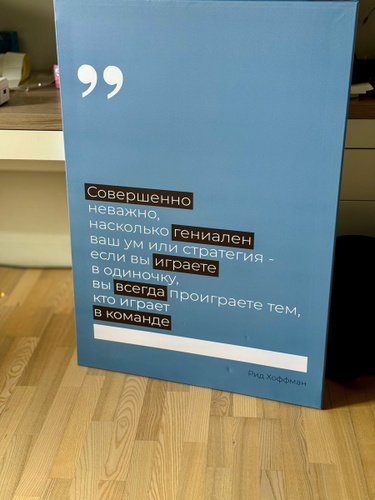 ”
Совершенно
неважно,
насколько гениален
ваш ум или стратегия -
если вы играете
в одиночку,
вы всегда проиграете тем,
кто играет
в команде
Рид Хоффман